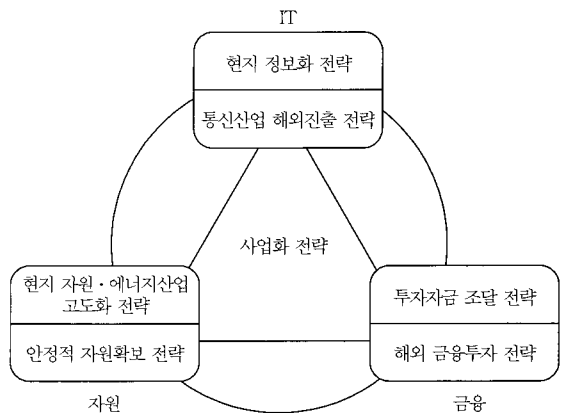 IT
현지 정보화 전략
통신산업 해외진출 전략
사업화 전략
현지 자원·에너지산업
고도화 전략
안정적 자원확보 전략
자원
투자자금 조달 전략
해외 금융투자 전략
금융